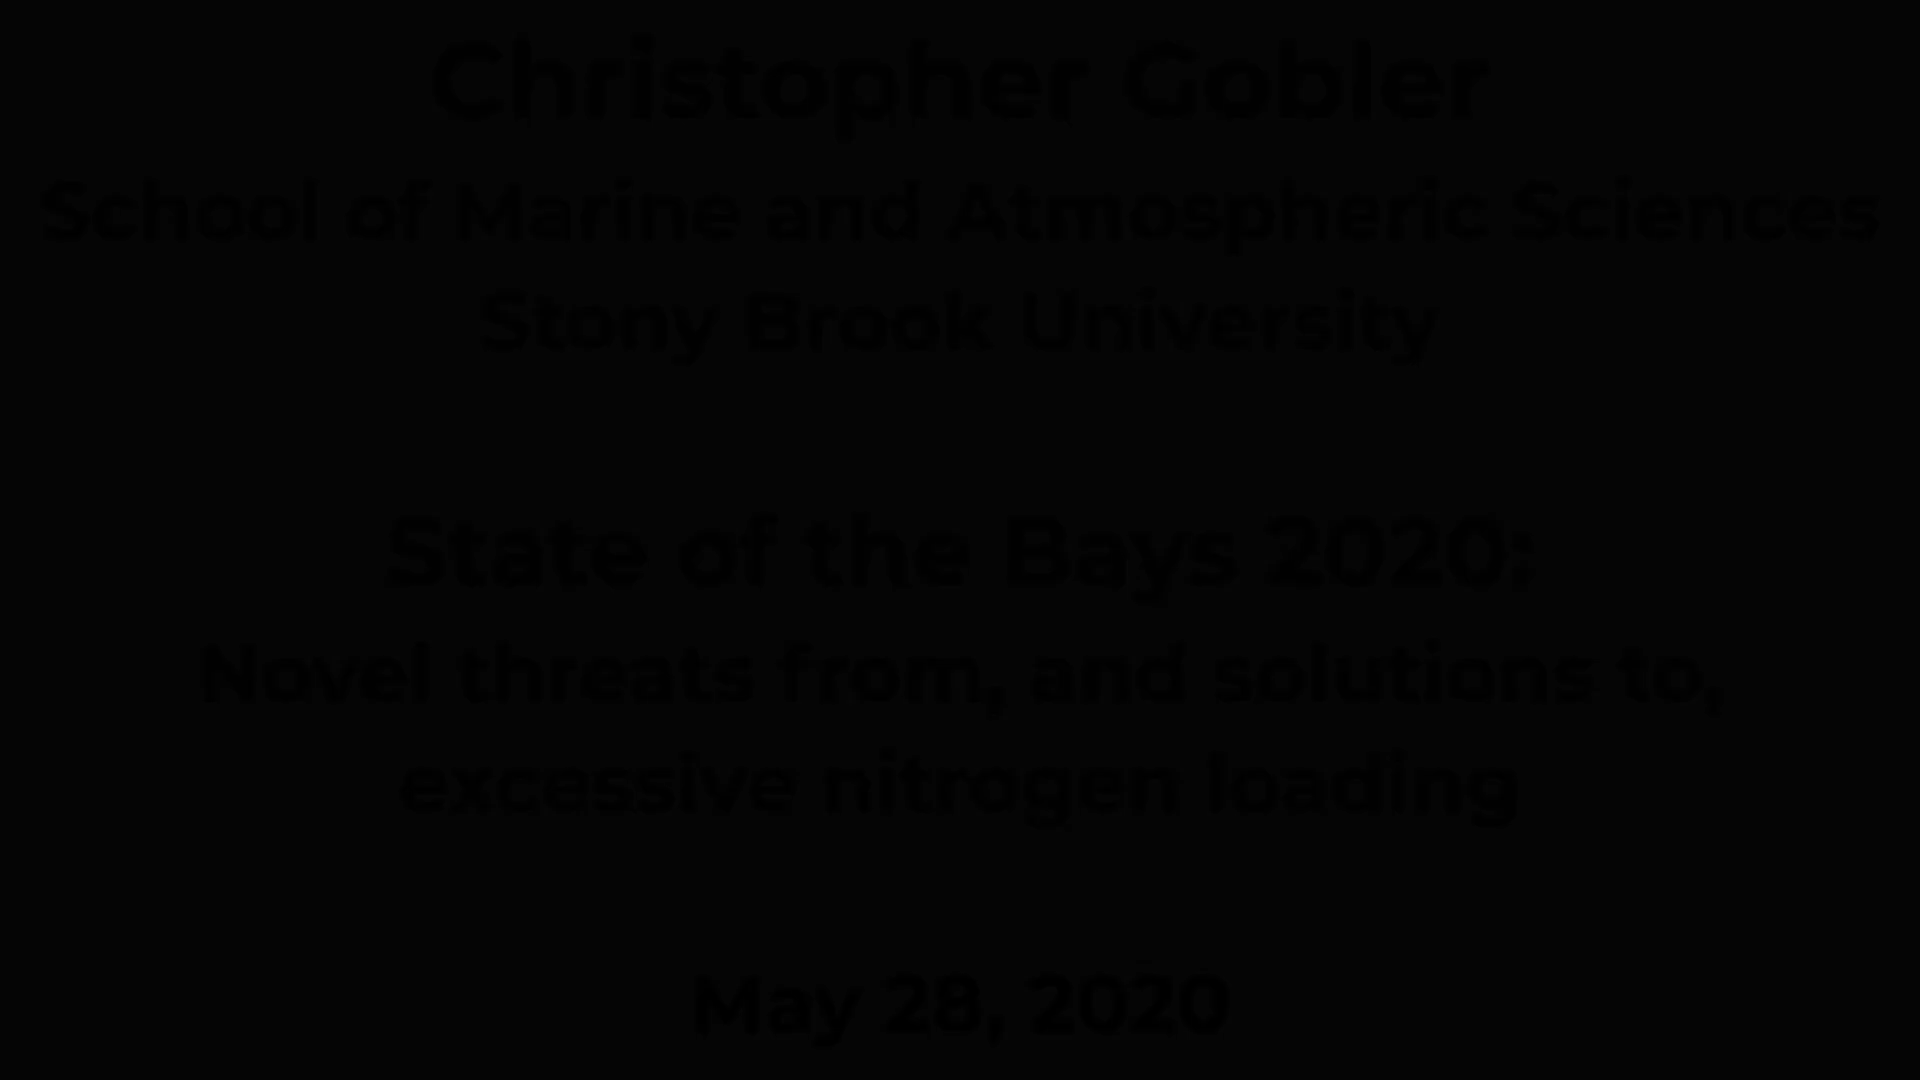 Christopher Gobler
School of Marine and Atmospheric Sciences
Stony Brook University
State of the Bays 2020:
Novel threats from, and solutions to,
excessive nitrogen loading
May 28, 2020